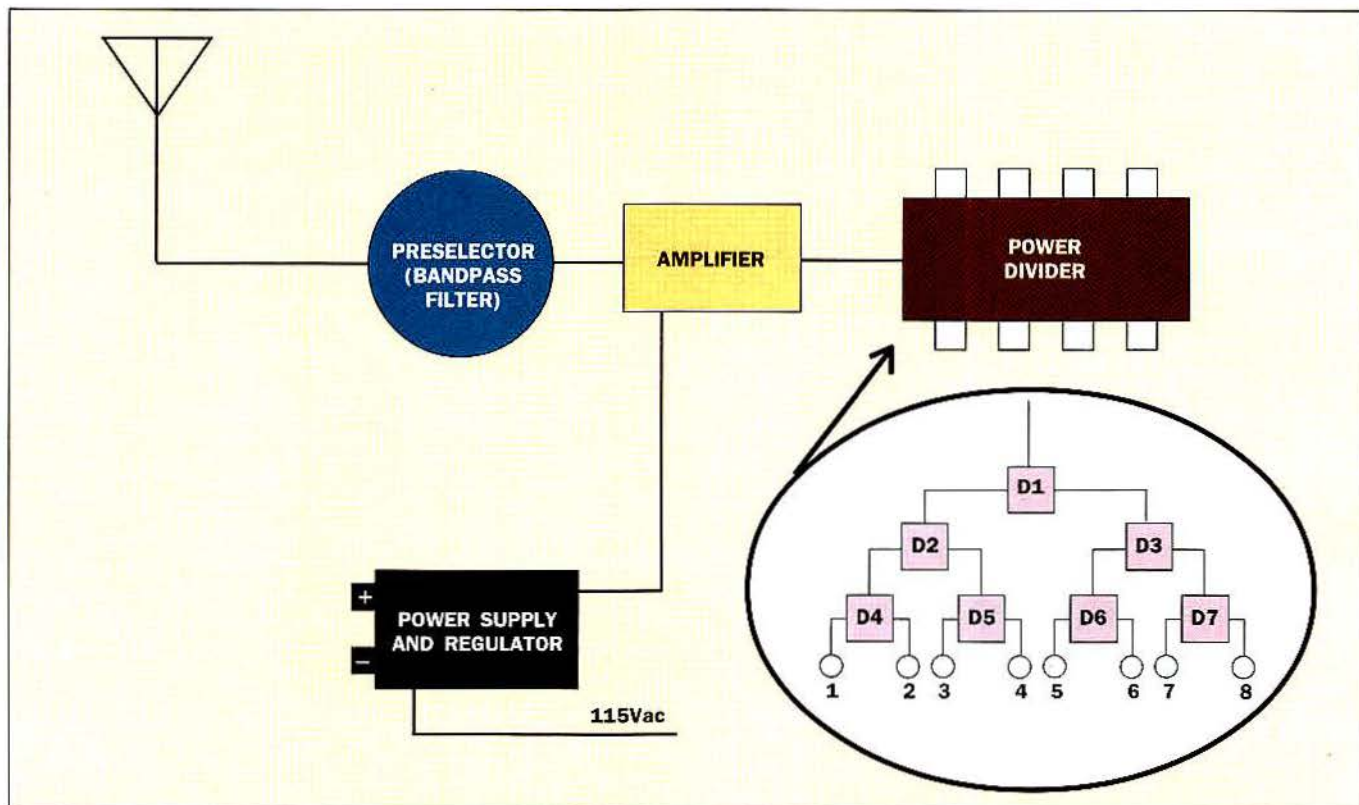 PRESELECTOR
(BANDPASS
FILTER)
AMPLIFIER
POWER
DIVIDER
+
POWER SUPPLY
AND REGULATOR
–
115Vac
D1
D2
D3
D4
D5
D6
D7
1
2
3
4
5
6
7
8